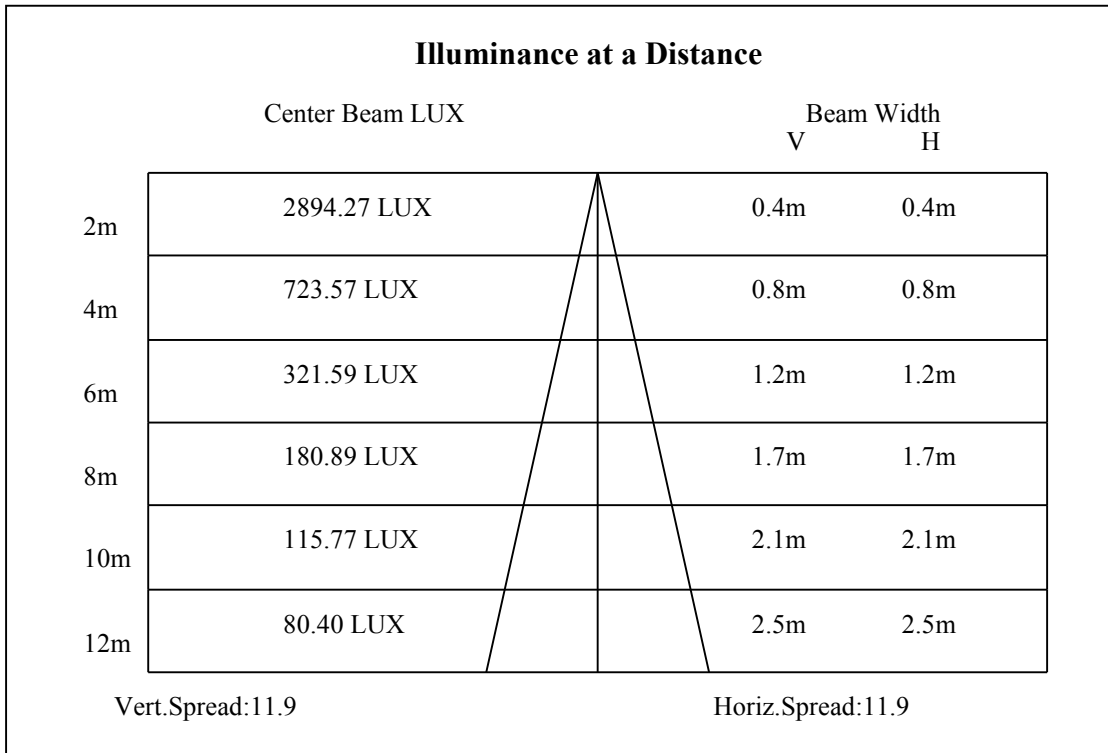 Illuminance at a Distance
Center Beam LUX Beam Width
V H
2m 2894.27 LUX 0.4m 0.4m
4m 723.57 LUX 0.8m 0.8m
6m 321.59 LUX 1.2m 1.2m
8m 180.89 LUX 1.7m 1.7m
10m 115.77 LUX 2.1m 2.1m
12m 80.40 LUX 2.5m 2.5m
Vert.Spread:11.9 Horiz.Spread:11.9